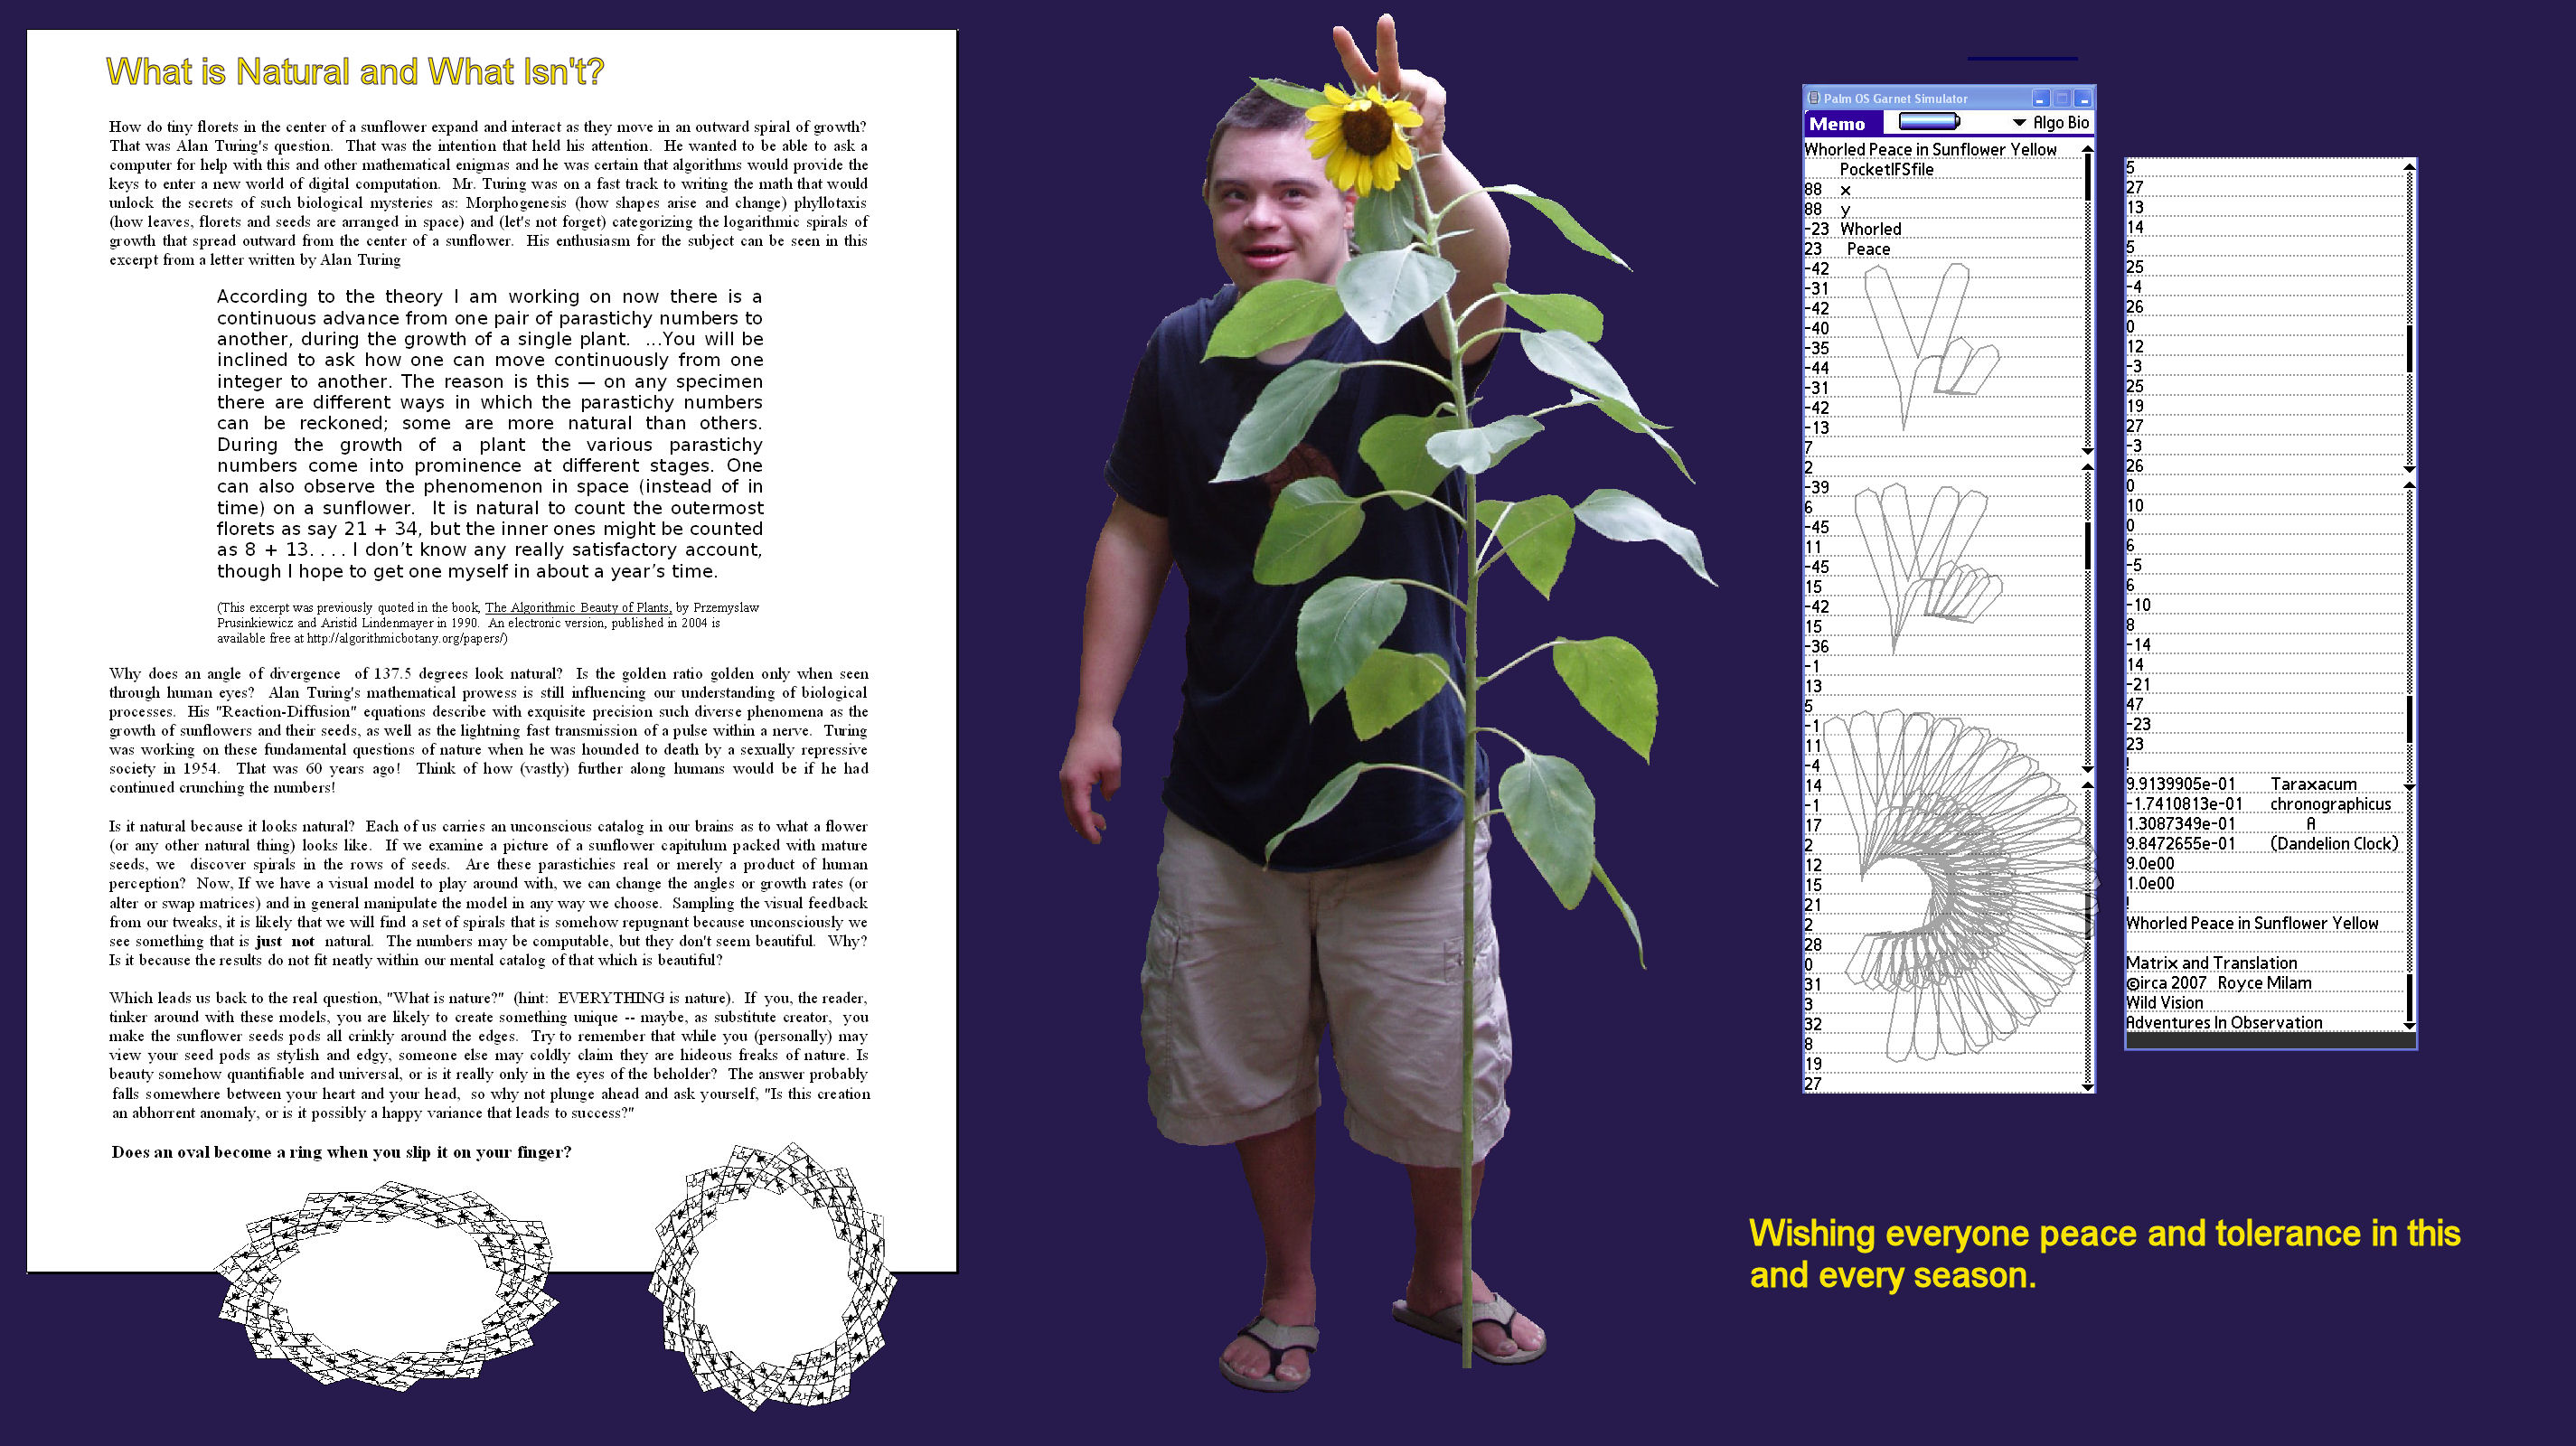 What is Natural and What Isn't?
How do tiny florets in the center of a sunflower expand and interact as they move in an outward spiral of growth?
That was Alan Turing's question. That was the intention that held his attention. He wanted to be able to ask a
computer for help with this and other mathematical enigmas and he was certain that algorithms would provide the
keys to enter a new world of digital computation. Mr. Turing was on a fast track to writing the math that would
unlock the secrets of such biological mysteries as: Morphogenesis (how shapes arise and change) phyllotaxis
(how leaves, florets and seeds are arranged in space) and (let's not forget) categorizing the logarithmic spirals of
growth that spread outward from the center of a sunflower. His enthusiasm for the subject can be seen in this
excerpt from a letter written by Alan Turing
According to the theory I am working on now there is a
continuous advance from one pair of parastichy numbers to
another, during the growth of a single plant. ...You will be
inclined to ask how one can move continuously from one
integer to another. The reason is this — on any specimen
there are different ways in which the parastichy numbers
can be reckoned; some are more natural than others.
During the growth of a plant the various parastichy
numbers come into prominence at different stages. One
can also observe the phenomenon in space (instead of in
time) on a sunflower. It is natural to count the outermost
florets as say 21 + 34, but the inner ones might be counted
as 8 + 13. . . . I don’t know any really satisfactory account,
though I hope to get one myself in about a year’s time.
(This excerpt was previously quoted in the book, The Algorithmic Beauty of Plants, by Przemyslaw
Prusinkiewicz and Aristid Lindenmayer in 1990. An electronic version, published in 2004 is
available free at http://algorithmicbotany.org/papers/)
Why does an angle of divergence of 137.5 degrees look natural? Is the golden ratio golden only when seen
through human eyes? Alan Turing's mathematical prowess is still influencing our understanding of biological
processes. His "Reaction-Diffusion" equations describe with exquisite precision such diverse phenomena as the
growth of sunflowers and their seeds, as well as the lightning fast transmission of a pulse within a nerve. Turing
was working on these fundamental questions of nature when he was hounded to death by a sexually repressive
society in 1954. That was 60 years ago! Think of how (vastly) further along humans would be if he had
continued crunching the numbers!
Is it natural because it looks natural? Each of us carries an unconscious catalog in our brains as to what a flower
(or any other natural thing) looks like. If we examine a picture of a sunflower capitulum packed with mature
seeds, we discover spirals in the rows of seeds. Are these parastichies real or merely a product of human
perception? Now, If we have a visual model to play around with, we can change the angles or growth rates (or
alter or swap matrices) and in general manipulate the model in any way we choose. Sampling the visual feedback
from our tweaks, it is likely that we will find a set of spirals that is somehow repugnant because unconsciously we
see something that is just not natural. The numbers may be computable, but they don't seem beautiful. Why?
Is it because the results do not fit neatly within our mental catalog of that which is beautiful?
Which leads us back to the real question, "What is nature?" (hint: EVERYTHING is nature). If you, the reader,
tinker around with these models, you are likely to create something unique -- maybe, as substitute creator, you
make the sunflower seeds pods all crinkly around the edges. Try to remember that while you (personally) may
view your seed pods as stylish and edgy, someone else may coldly claim they are hideous freaks of nature. Is
beauty somehow quantifiable and universal, or is it really only in the eyes of the beholder? The answer probably
falls somewhere between your heart and your head, so why not plunge ahead and ask yourself, "Is this creation
an abhorrent anomaly, or is it possibly a happy variance that leads to success?"
Does an oval become a ring when you slip it on your finger?
Palm OS Garnet Simulator
Memo Algo Bio
Whorled Peace in Sunflower Yellow
PocketIFSfile
88 x
88 y
-23 Whorled
23 Peace
-42
-31
-42
-40
-35
-44
-31
-42
-13
7
2
-39
6
-45
11
-45
15
-42
15
-36
-1
13
5
-1
11
-4
14
-1
17
2
12
15
21
2
28
0
31
3
32
8
19
27
5
27
13
14
5
25
-4
26
0
12
-3
25
19
27
-3
26
0
10
0
6
-5
6
-10
8
-14
14
-21
47
-23
23
!
9.9139905e-01 Taraxacum
-1.7410813e-01 chronographicus
1.3087349e-01 A
9.8472655e-01 (Dandelion Clock)
9.0e00
1.0e00
!
Whorled Peace in Sunflower Yellow
Matrix and Translation
©irca 2007 Royce Milam
Wild Vision
Adventures In Observation
Wishing everyone peace and tolerance in this
and every season.